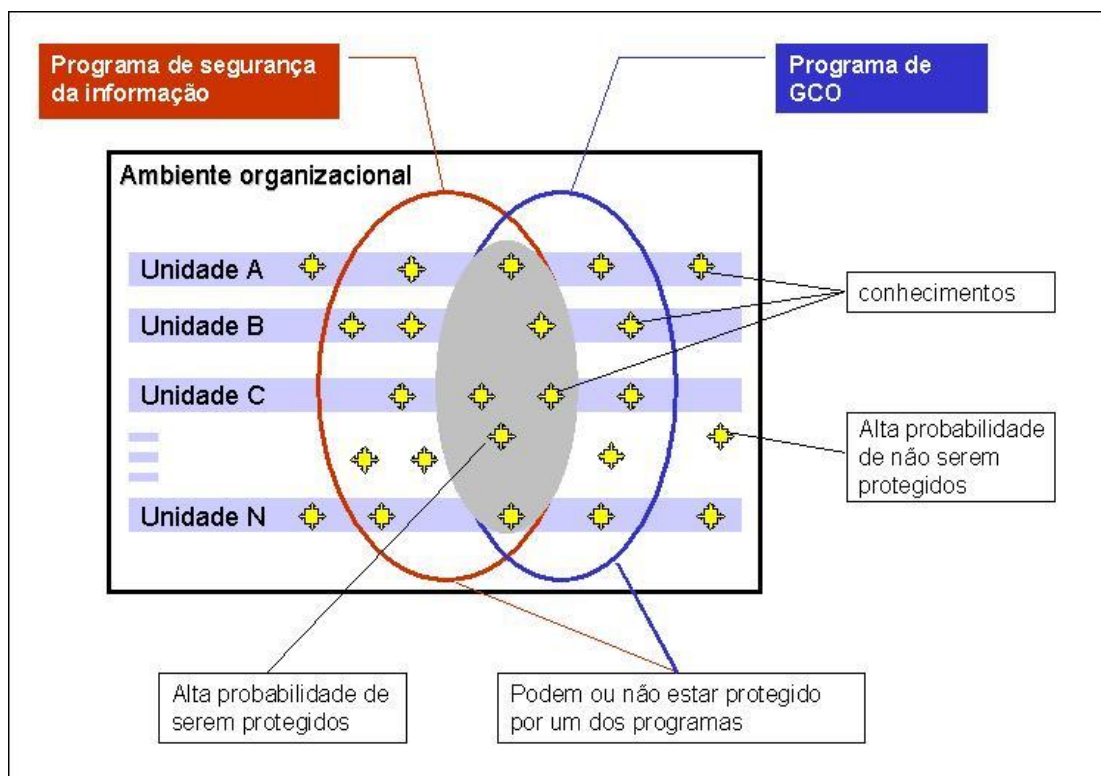 Programa de segurança
da informação
Programa de
GCO
Ambiente organizacional
Unidade A
Unidade B
Unidade C
Unidade N
conhecimentos
Alta probabilidade
de não serem
protegidos
Alta probabilidade de
serem protegidos
Podem ou não estar protegido
por um dos programas